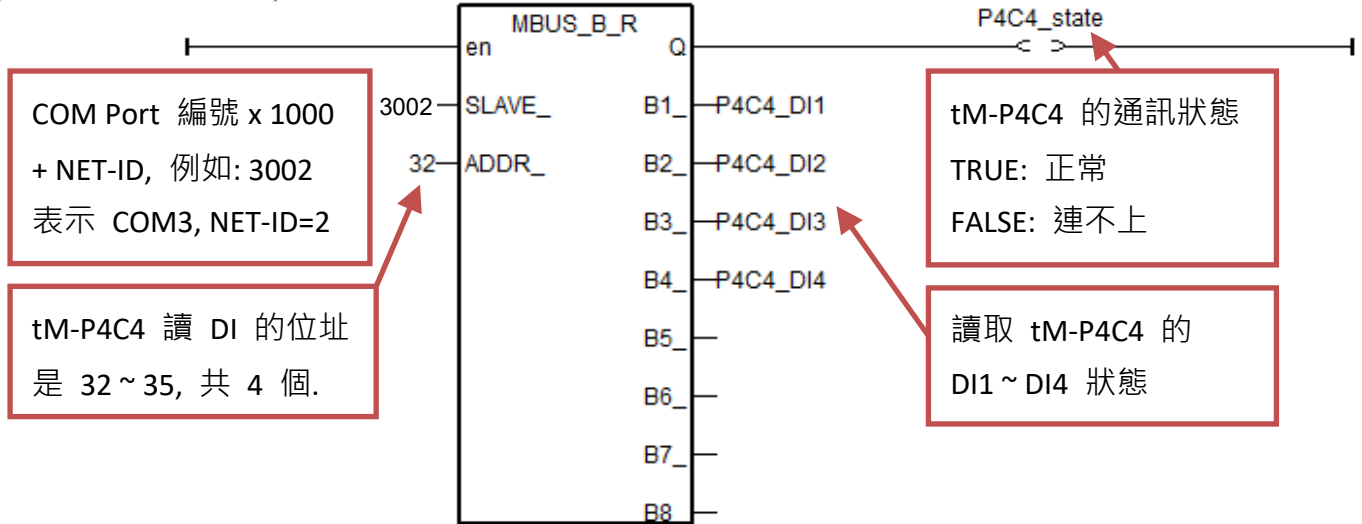 MBUS_B_R
P4C4_state
en
Q
COM Port 編號 x 1000
+ NET-ID, 例如: 3002
表示 COM3, NET-ID=2
3002
SLAVE_
B1_
P4C4_DI1
32
ADDR_
B2_
P4C4_DI2
B3_
P4C4_DI3
B4_
P4C4_DI4
B5_
B6_
B7_
B8
tM-P4C4 的通訊狀態
TRUE: 正常
FALSE: 連不上
tM-P4C4 讀 DI 的位址
是 32 ~ 35, 共 4 個.
讀取 tM-P4C4 的
DI1 ~ DI4 狀態